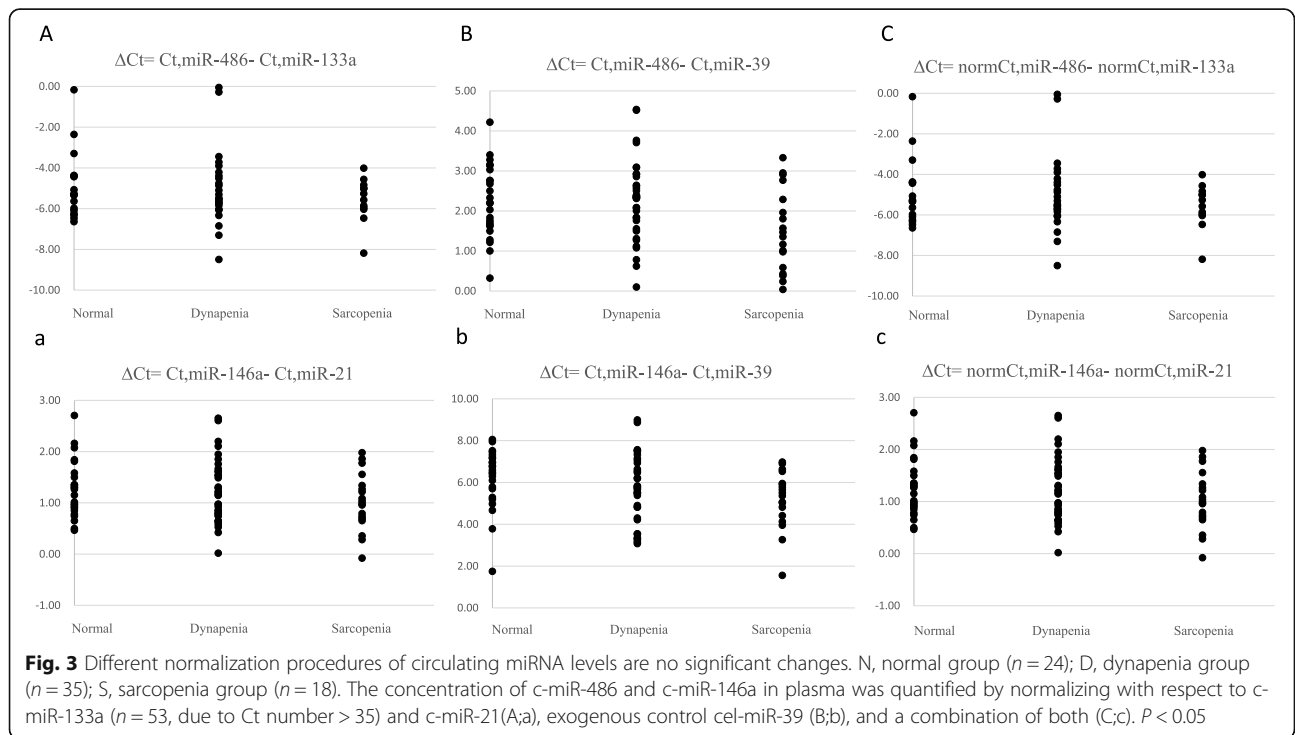 A
ΔCt= Ct,miR-486- Ct,miR-133a
0.00
-2.00
-4.00
-6.00
-8.00
-10.00
Normal
Dynapenia
Sarcopenia
B
ΔCt= Ct,miR-486- Ct,miR-39
5.00
4.00
3.00
2.00
1.00
0.00
Normal
Dynapenia
Sarcopenia
C
ΔCt= normCt,miR-486- normCt,miR-133a
0.00
-2.00
-4.00
-6.00
-8.00
-10.00
Normal
Dynapenia
Sarcopenia
a
ΔCt= Ct,miR-146a- Ct,miR-21
3.00
2.00
1.00
0.00
-1.00
Normal
Dynapenia
Sarcopenia
b
ΔCt= Ct,miR-146a- Ct,miR-39
10.00
8.00
6.00
4.00
2.00
0.00
Normal
Dynapenia
Sarcopenia
c
ΔCt= normCt,miR-146a- normCt,miR-21
3.00
2.00
1.00
0.00
-1.00
Normal
Dynapenia
Sarcopenia
Fig. 3 Different normalization procedures of circulating miRNA levels are no significant changes. N, normal group (n = 24); D, dynapenia group
(n = 35); S, sarcopenia group (n = 18). The concentration of c-miR-486 and c-miR-146a in plasma was quantified by normalizing with respect to c-
miR-133a (n = 53, due to Ct number > 35) and c-miR-21(A;a), exogenous control cel-miR-39 (B;b), and a combination of both (C;c). P < 0.05